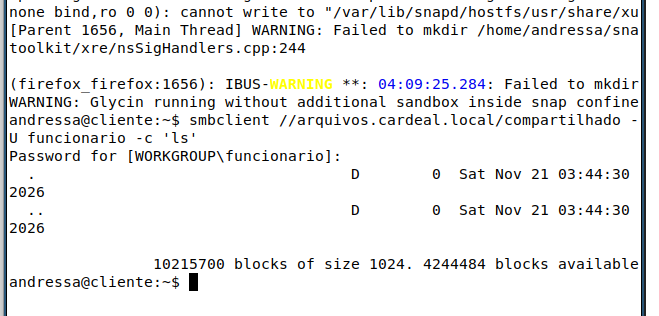 none bind,ro 0 0): cannot write to "/var/lib/snapd/hostfs/usr/share/xu
[Parent 1656, Main Thread] WARNING: Failed to mkdir /home/andressa/sna
toolkit/xre/nsSigHandlers.cpp:244

(firefox_firefox:1656): IBUS-WARNING **: 04:09:25.284: Failed to mkdir
WARNING: Glycin running without additional sandbox inside snap confine
andressa@cliente:~$ smbclient //arquivos.cardeal.local/compartilhado -
U funcionario -c 'ls'
Password for [WORKGROUP\funcionario]:
  .                                   D        0  Sat Nov 21 03:44:30
2026
  ..                                  D        0  Sat Nov 21 03:44:30
2026

                10215700 blocks of size 1024. 4244484 blocks available
andressa@cliente:~$